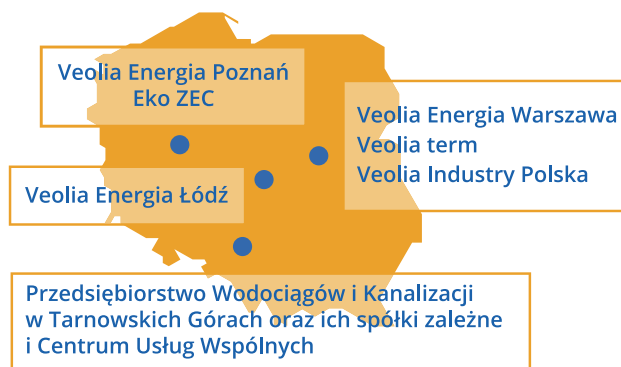 Veolia Energia Poznań
Eko ZEC
Veolia Energia Warszawa
Veolia term
Veolia Industry Polska
Veolia Energia Łódź
Przedsiębiorstwo Wodociągów i Kanalizacji
w Tarnowskich Górach oraz ich spółki zależne
i Centrum Usług Wspólnych